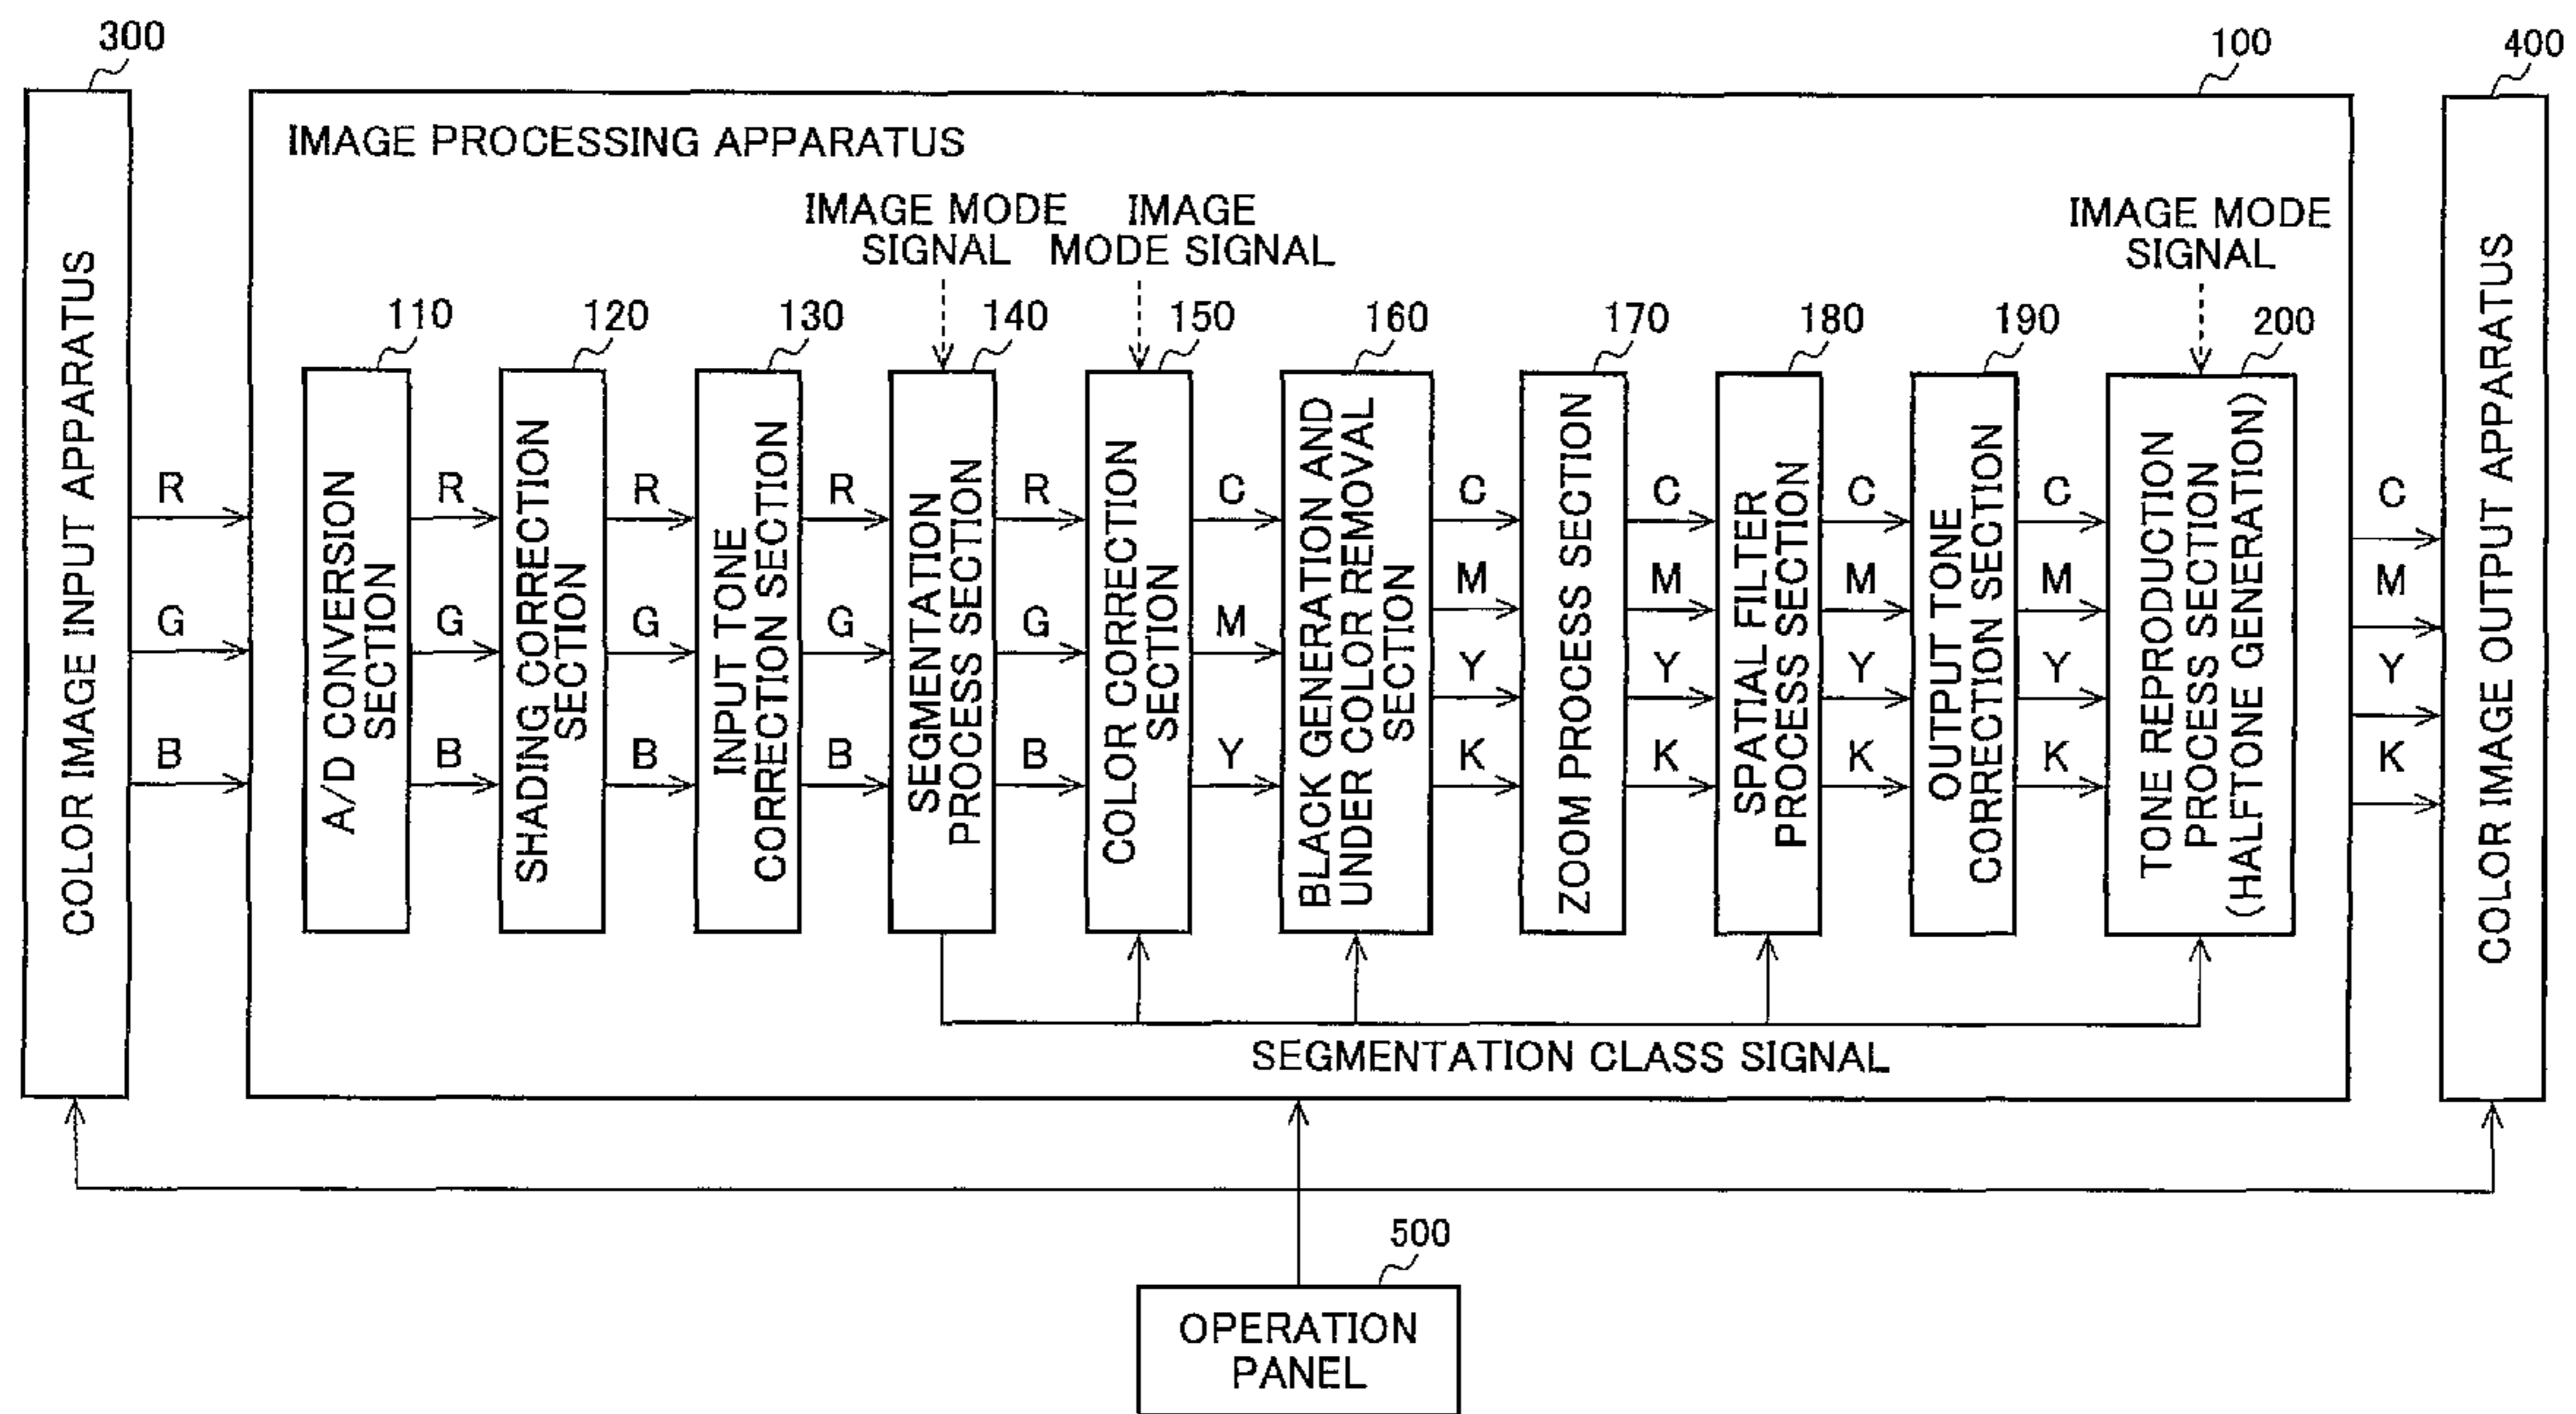 300
100
400
IMAGE PROCESSING APPARATUS
IMAGE MODE
SIGNAL
IMAGE
MODE SIGNAL
IMAGE MODE
SIGNAL
110
120
130
140
150
160
170
180
190
200
COLOR IMAGE INPUT APPARATUS
R
G
B
A/D CONVERSION
SECTION
R
G
B
SHADING CORRECTION
SECTION
R
G
B
INPUT TONE
CORRECTION SECTION
R
G
B
SEGMENTATION
PROCESS SECTION
R
G
B
COLOR CORRECTION
SECTION
C
M
Y
BLACK GENERATION AND
UNDER COLOR REMOVAL
SECTION
C
M
Y
K
ZOOM PROCESS SECTION
C
M
Y
K
SPATIAL FILTER
PROCESS SECTION
C
M
Y
K
OUTPUT TONE
CORRECTION SECTION
C
M
Y
K
TONE REPRODUCTION
PROCESS SECTION
(HALFTONE GENERATION)
C
M
Y
K
COLOR IMAGE OUTPUT APPARATUS
SEGMENTATION CLASS SIGNAL
500
OPERATION
PANEL